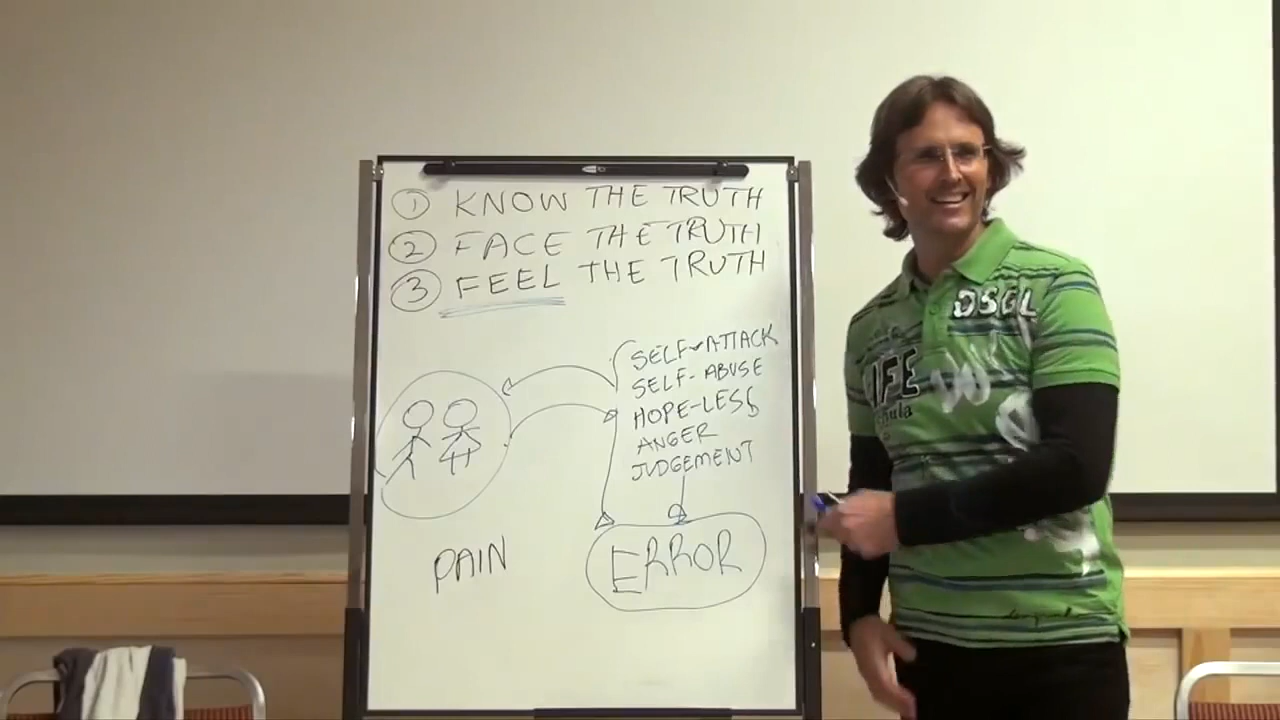 ① KNOW THE TRUTH
② FACE THE TRUTH
③ FEEL THE TRUTH
SELF-ATTACK
SELF-ABUSE
HOPE-LESS
ANGER
JUDGEMENT
PAIN
ERROR
DSGL
LIFE